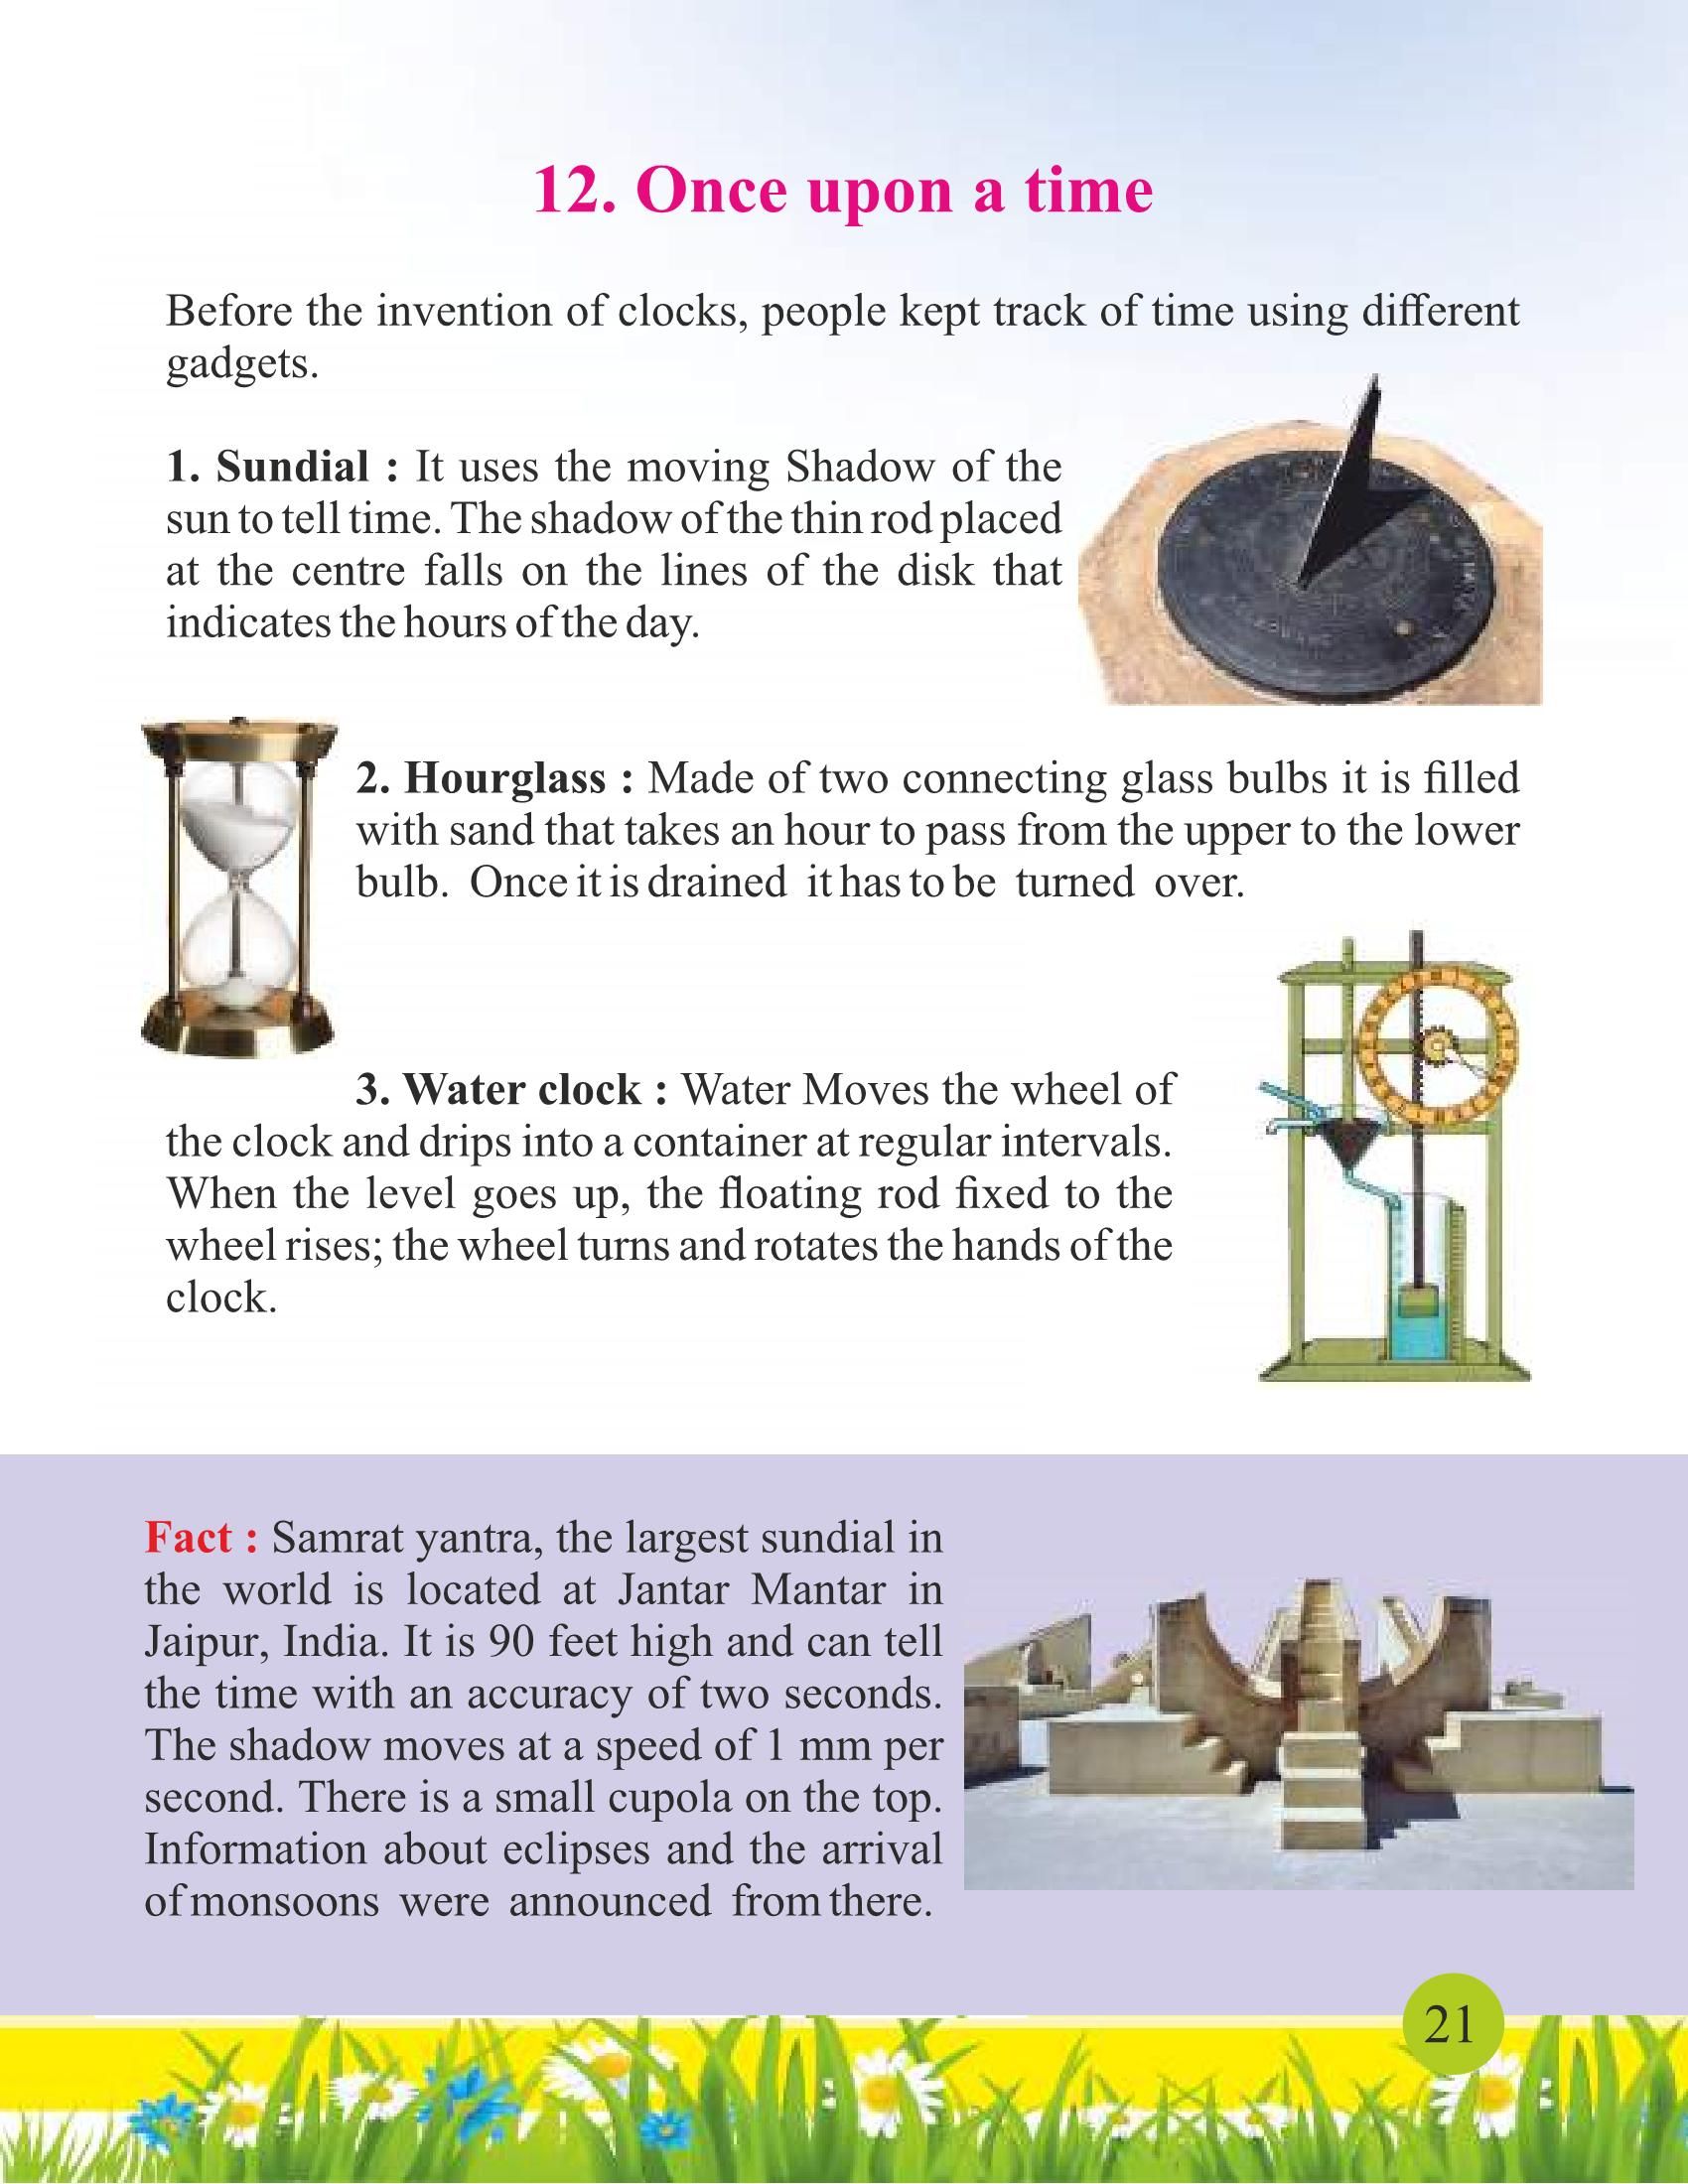 12. Once upon a time
Before the invention of clocks, people kept track of time using different
gadgets.
1. Sundial : It uses the moving Shadow of the
sun to tell time. The shadow of the thin rod placed
at the centre falls on the lines of the disk that
indicates the hours of the day.
2. Hourglass : Made of two connecting glass bulbs it is filled
with sand that takes an hour to pass from the upper to the lower
bulb. Once it is drained it has to be turned over.
3. Water clock : Water Moves the wheel of
the clock and drips into a container at regular intervals.
When the level goes up, the floating rod fixed to the
wheel rises; the wheel turns and rotates the hands of the
clock.
Fact : Samrat yantra, the largest sundial in
the world is located at Jantar Mantar in
Jaipur, India. It is 90 feet high and can tell
the time with an accuracy of two seconds.
The shadow moves at a speed of 1 mm per
second. There is a small cupola on the top.
Information about eclipses and the arrival
of monsoons were announced from there.
21